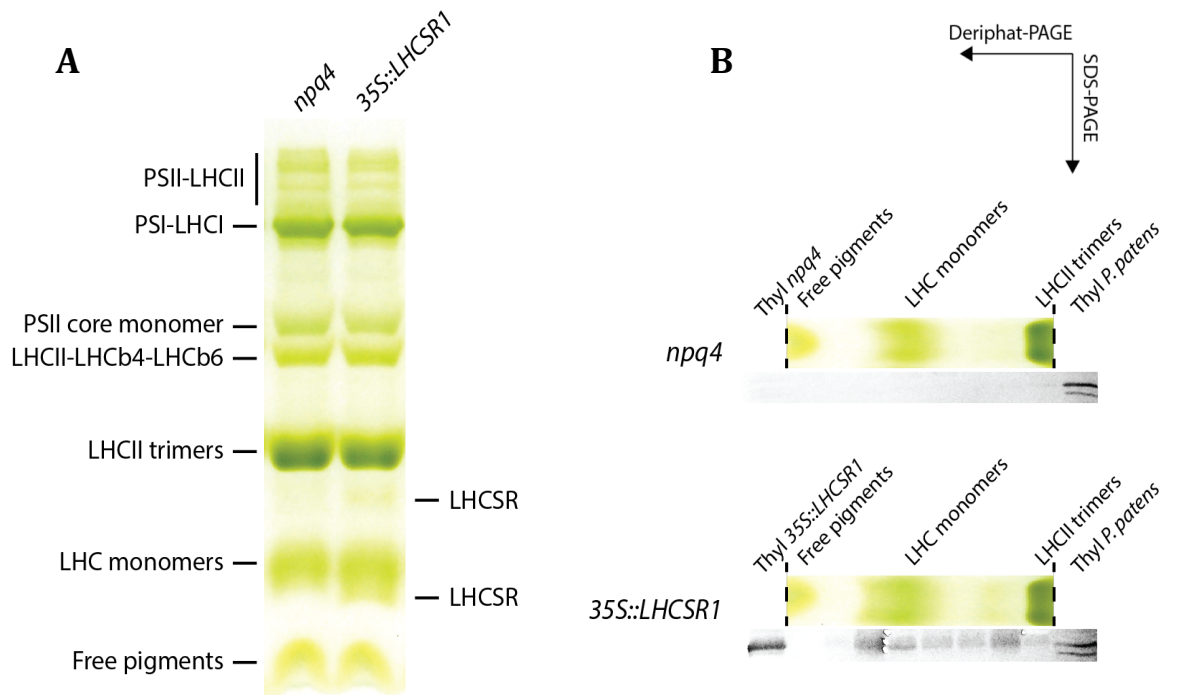 A
npq4
35S::LHCSR1
PSII-LHCII
PSI-LHCI
PSII core monomer
LHCII-LHCb4-LHCb6
LHCII trimers
LHCSR
LHC monomers
LHCSR
Free pigments
B
Deriphat-PAGE
SDS-PAGE
Thyl npq4
Free pigments
LHC monomers
LHCII trimers
Thyl P. patens
npq4
Thyl 35S::LHCSR1
Free pigments
LHC monomers
LHCII trimers
Thyl P. patens
35S::LHCSR1